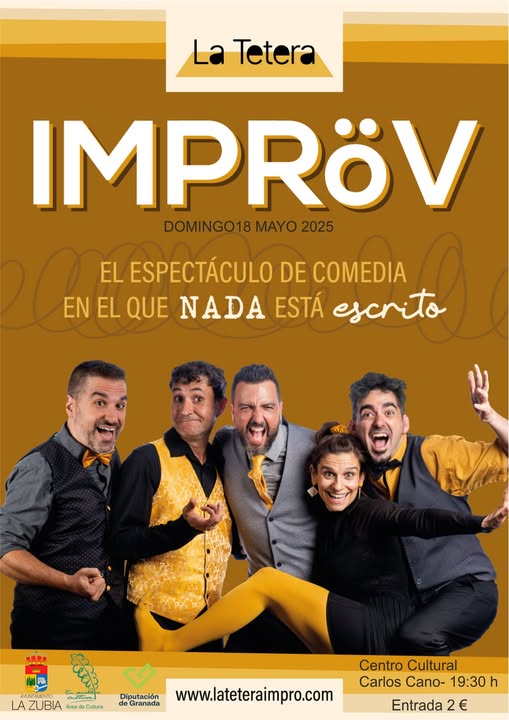 La Tetera
IMPRöV
DOMINGO18 MAYO 2025
EL ESPECTÁCULO DE COMEDIA
EN EL QUE NADA ESTÁ escrito
AYUNTAMIENTO
LA ZUBIA
Área de Cultura
Diputación
de Granada
www.lateteraimpro.com
Centro Cultural
Carlos Cano- 19:30 h
Entrada 2 €